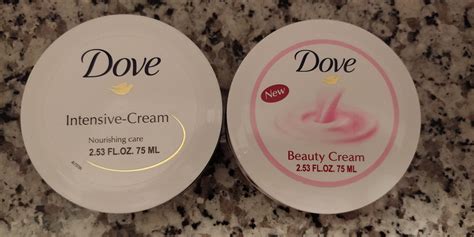 Dove
Intensive-Cream
Nourishing care
2.53 FL.OZ. 75 ML
Dove
New
Beauty Cream
2.53 FL.OZ. 75 ML